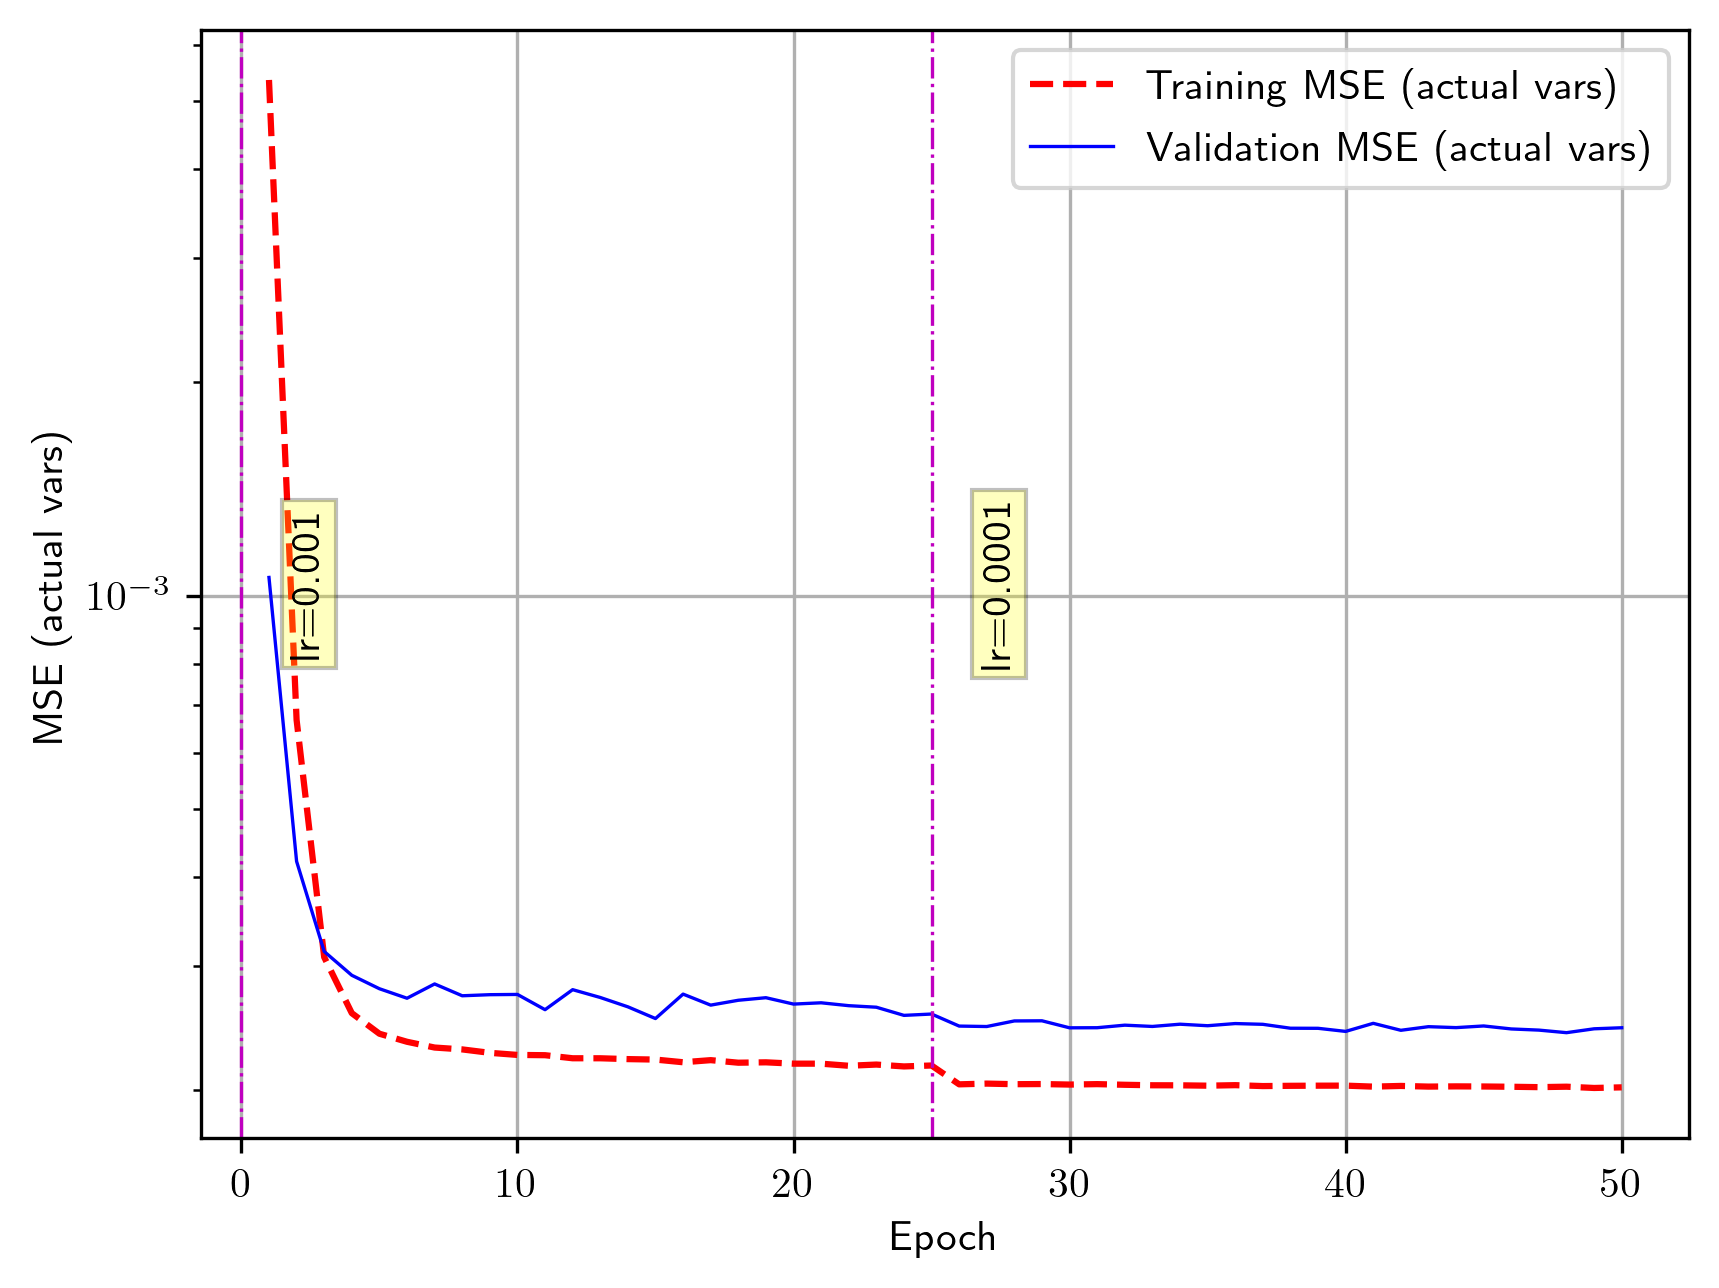 Training MSE (actual vars)
Validation MSE (actual vars)
MSE (actual vars)
10⁻³
lr=0.001
lr=0.0001
0 10 20 30 40 50
Epoch